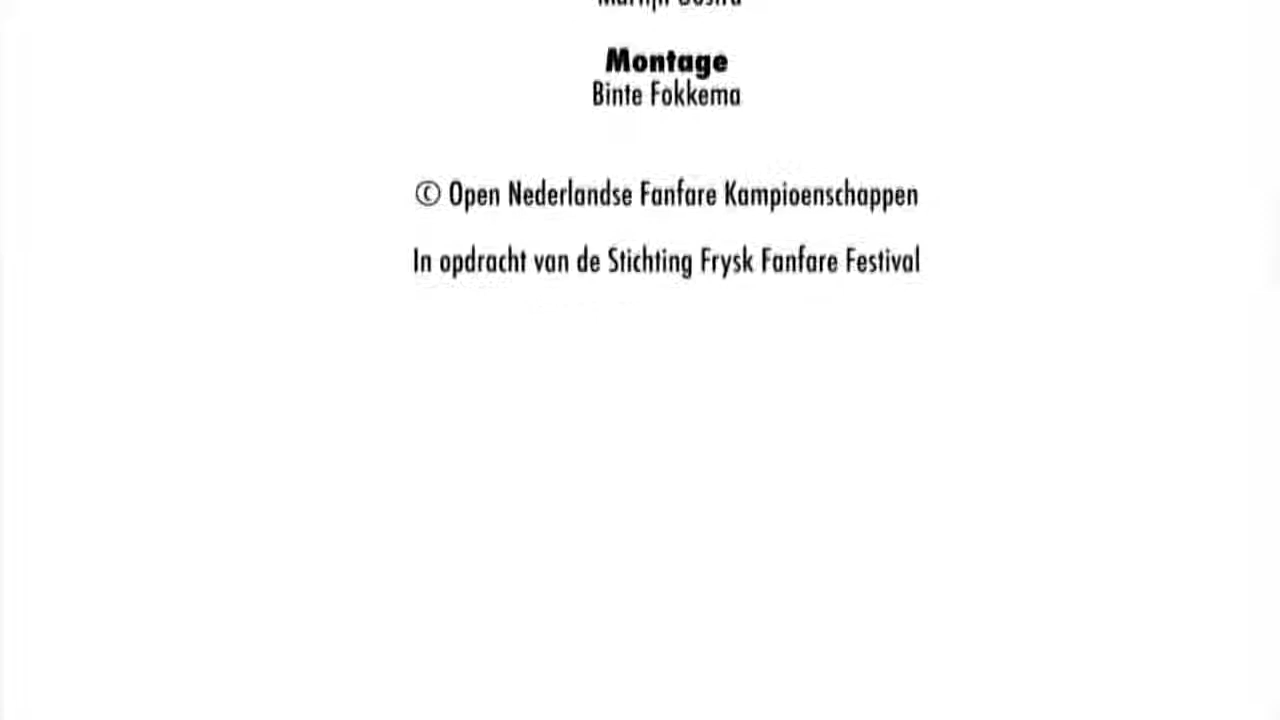 Montage
Binte Fokkema
© Open Nederlandse Fanfare Kampioenschappen
In opdracht van de Stichting Frysk Fanfare Festival